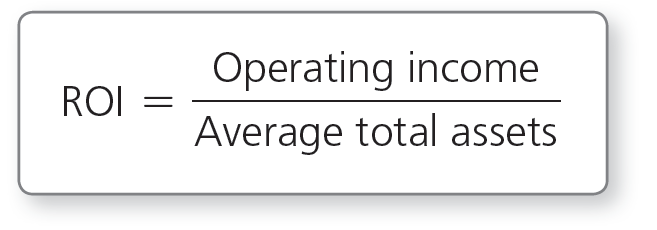 Operating income
ROI =
Average total assets